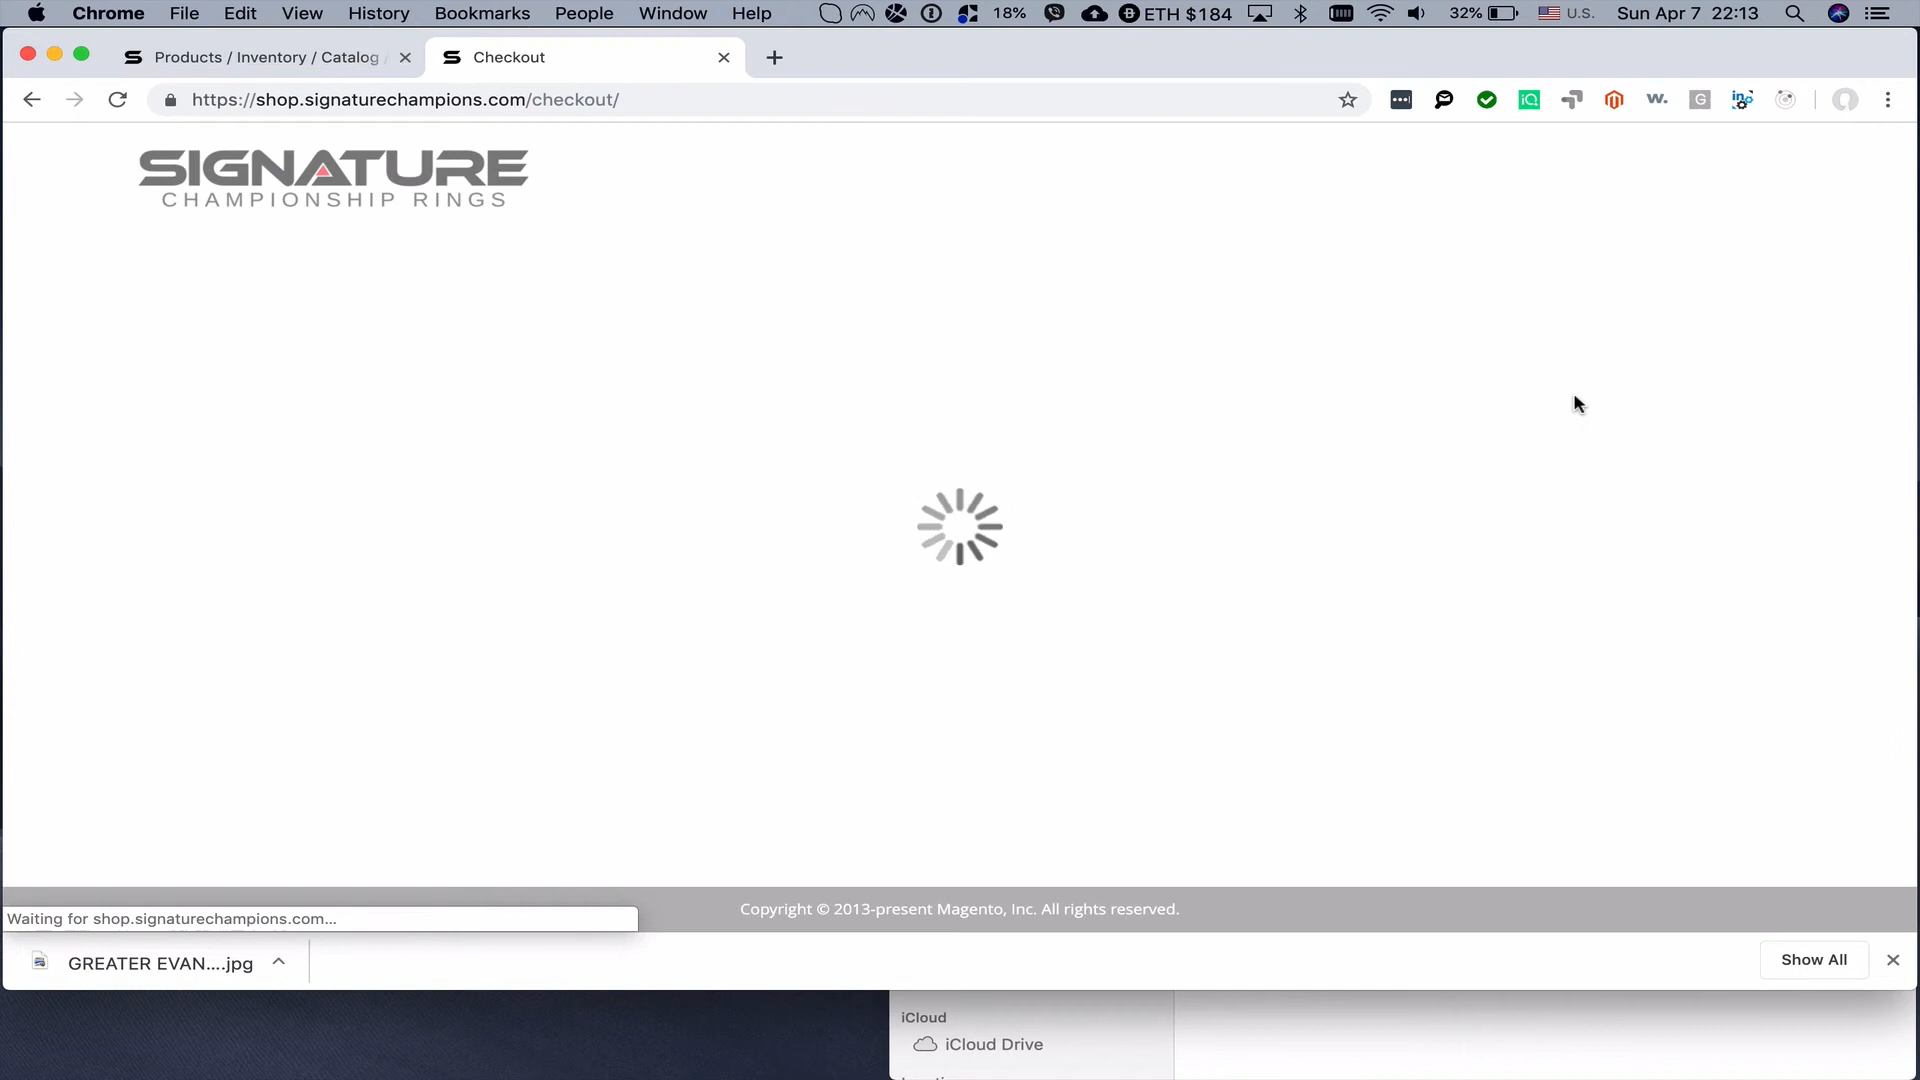 Chrome File Edit View History Bookmarks People Window Help 18% ETH $184 32% U.S. Sun Apr 7 22:13
Products / Inventory / Catalog
Checkout
https://shop.signaturechampions.com/checkout/
iQ
w.
G
in
SIGNATURE
CHAMPIONSHIP RINGS
Copyright © 2013-present Magento, Inc. All rights reserved.
Waiting for shop.signaturechampions.com...
GREATER EVAN....jpg
Show All
iCloud
iCloud Drive